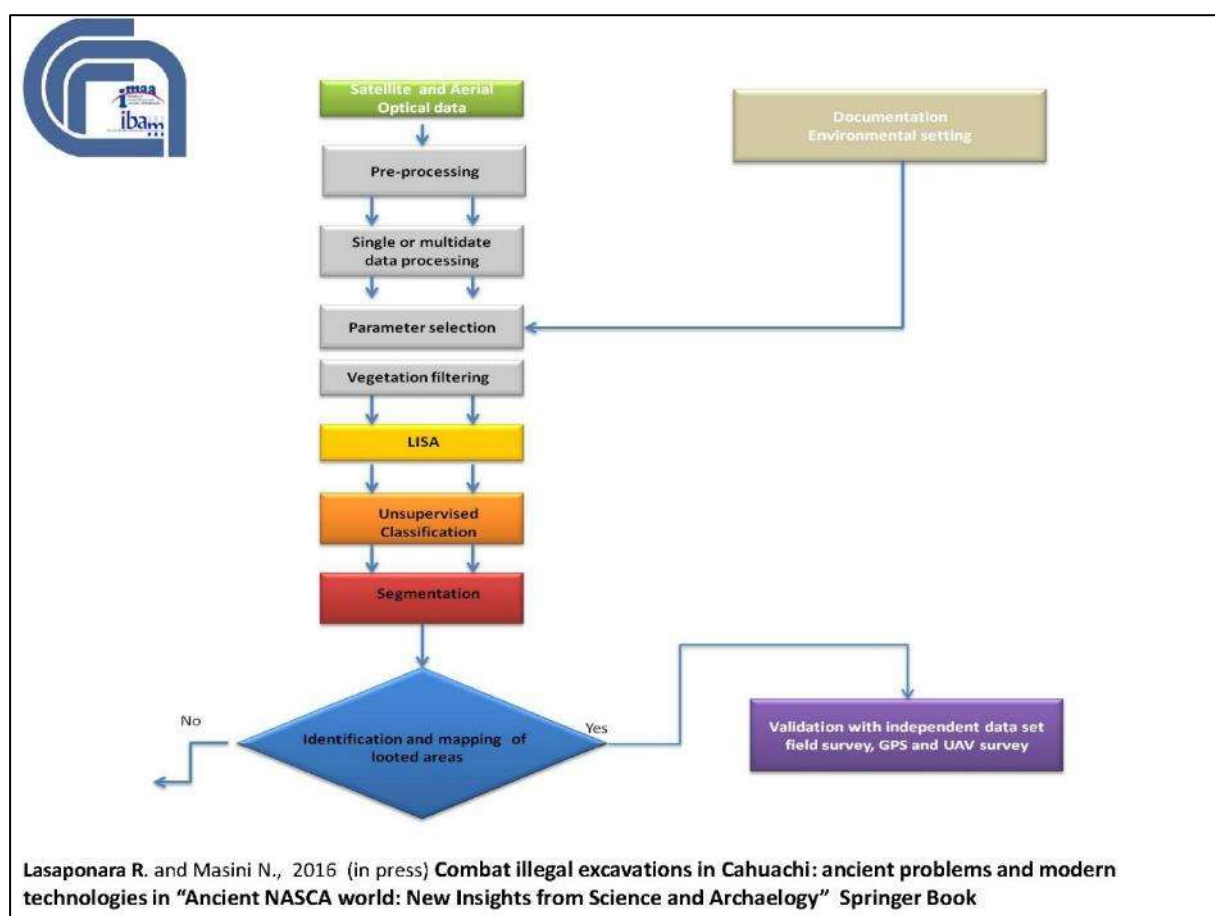 imaa
ibam
Satellite and Aerial
Optical data
Documentation
Environmental setting
Pre-processing
Single or multidate
data processing
Parameter selection
Vegetation filtering
LISA
Unsupervised
Classification
Segmentation
No
Identification and mapping of
looted areas
Yes
Validation with independent data set
field survey, GPS and UAV survey
Lasaponara R. and Masini N., 2016 (in press) Combat illegal excavations in Cahuachi: ancient problems and modern
technologies in “Ancient NASCA world: New Insights from Science and Archaelogy” Springer Book